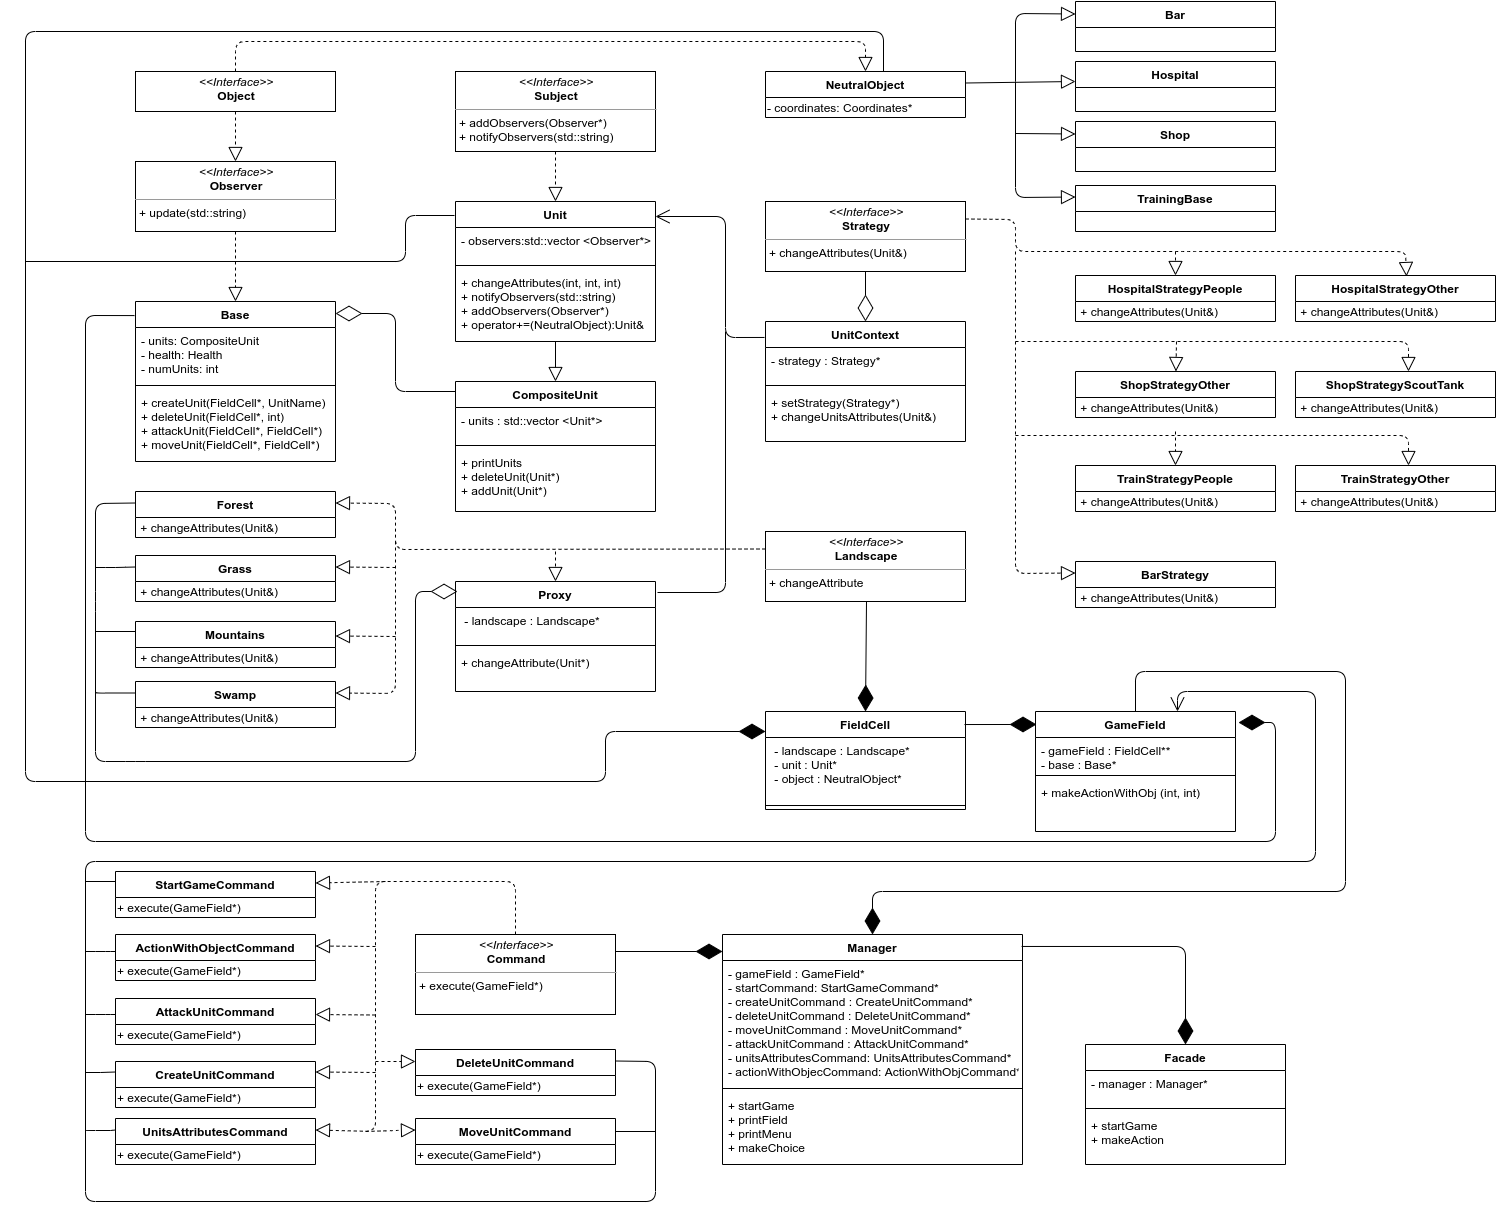 <<Interface>>
Object
<<Interface>>
Observer
+ update(std::string)
<<Interface>>
Subject
+ addObservers(Observer*)
+ notifyObservers(std::string)
NeutralObject
- coordinates: Coordinates*
Bar
Hospital
Shop
TrainingBase
Unit
- observers:std::vector <Observer*>
+ changeAttributes(int, int, int)
+ notifyObservers(std::string)
+ addObservers(Observer*)
+ operator+=(NeutralObject):Unit&
<<Interface>>
Strategy
+ changeAttributes(Unit&)
HospitalStrategyPeople
+ changeAttributes(Unit&)
HospitalStrategyOther
+ changeAttributes(Unit&)
Base
- units: CompositeUnit
- health: Health
- numUnits: int
+ createUnit(FieldCell*, UnitName)
+ deleteUnit(FieldCell*, int)
+ attackUnit(FieldCell*, FieldCell*)
+ moveUnit(FieldCell*, FieldCell*)
CompositeUnit
- units : std::vector <Unit*>
+ printUnits
+ deleteUnit(Unit*)
+ addUnit(Unit*)
UnitContext
- strategy : Strategy*
+ setStrategy(Strategy*)
+ changeUnitsAttributes(Unit&)
ShopStrategyOther
+ changeAttributes(Unit&)
ShopStrategyScoutTank
+ changeAttributes(Unit&)
TrainStrategyPeople
+ changeAttributes(Unit&)
TrainStrategyOther
+ changeAttributes(Unit&)
BarStrategy
+ changeAttributes(Unit&)
Forest
+ changeAttributes(Unit&)
Grass
+ changeAttributes(Unit&)
Mountains
+ changeAttributes(Unit&)
Swamp
+ changeAttributes(Unit&)
Proxy
- landscape : Landscape*
+ changeAttribute(Unit*)
<<Interface>>
Landscape
+ changeAttribute
FieldCell
- landscape : Landscape*
- unit : Unit*
- object : NeutralObject*
GameField
- gameField : FieldCell**
- base : Base*
+ makeActionWithObj (int, int)
StartGameCommand
+ execute(GameField*)
ActionWithObjectCommand
+ execute(GameField*)
AttackUnitCommand
+ execute(GameField*)
CreateUnitCommand
+ execute(GameField*)
UnitsAttributesCommand
+ execute(GameField*)
<<Interface>>
Command
+ execute(GameField*)
DeleteUnitCommand
+ execute(GameField*)
MoveUnitCommand
+ execute(GameField*)
Manager
- gameField : GameField*
- startCommand: StartGameCommand*
- createUnitCommand : CreateUnitCommand*
- deleteUnitCommand : DeleteUnitCommand*
- moveUnitCommand : MoveUnitCommand*
- attackUnitCommand : AttackUnitCommand*
- unitsAttributesCommand: UnitsAttributesCommand*
- actionWithObjecCommand: ActionWithObjCommand*
+ startGame
+ printField
+ printMenu
+ makeChoice
Facade
- manager : Manager*
+ startGame
+ makeAction